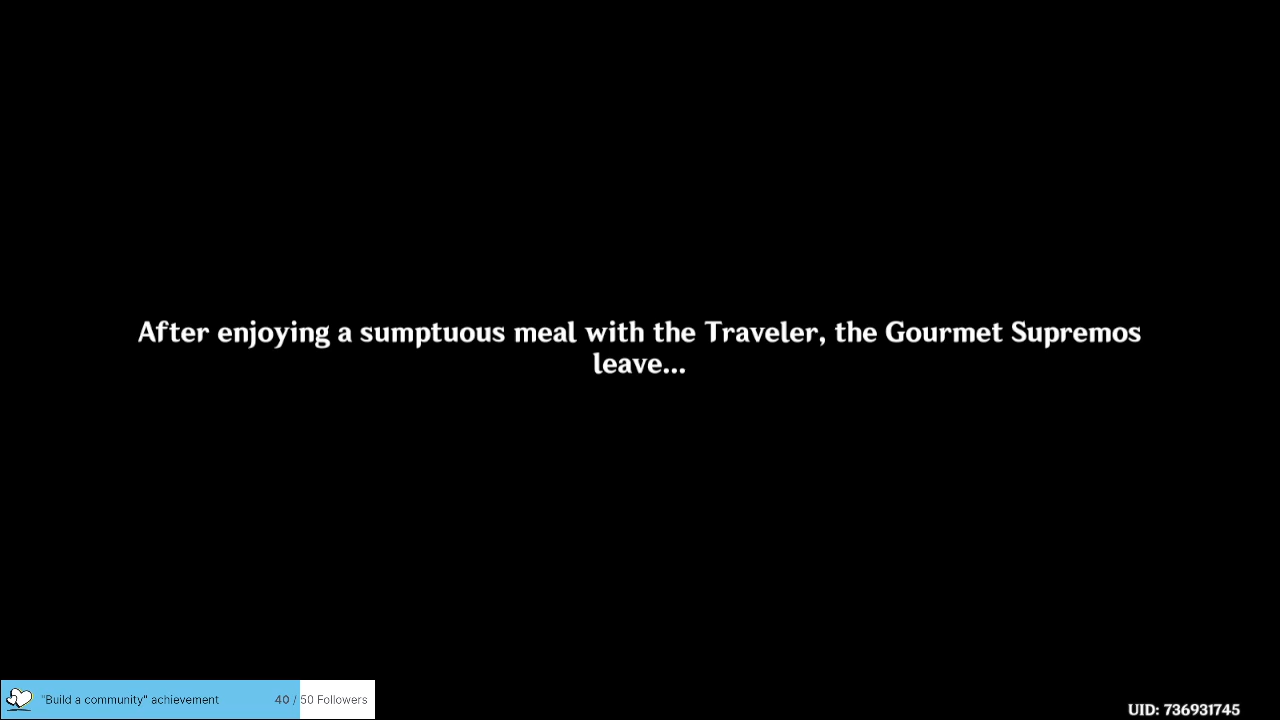 After enjoying a sumptuous meal with the Traveler, the Gourmet Supremos
leave...
"Build a community" achievement 40 / 50 Followers
UID: 736931745